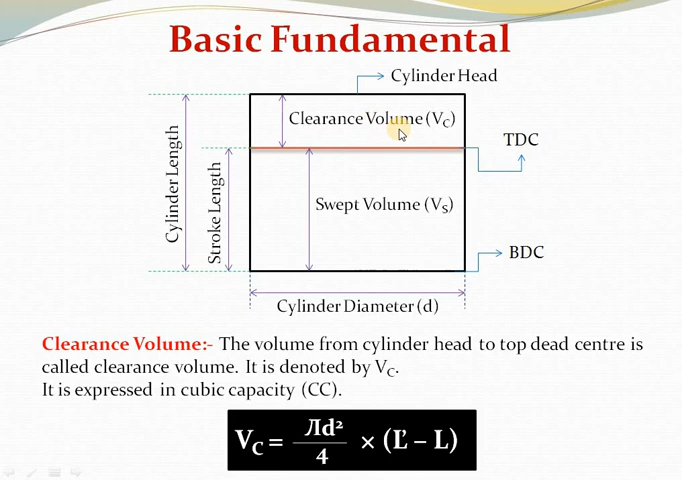 Basic Fundamental
Cylinder Head
Clearance Volume (VC)
TDC
Cylinder Length
Stroke Length
Swept Volume (VS)
BDC
Cylinder Diameter (d)
Clearance Volume:- The volume from cylinder head to top dead centre is
called clearance volume. It is denoted by VC.
It is expressed in cubic capacity (CC).
VC = Лd²/4 × (L' – L)